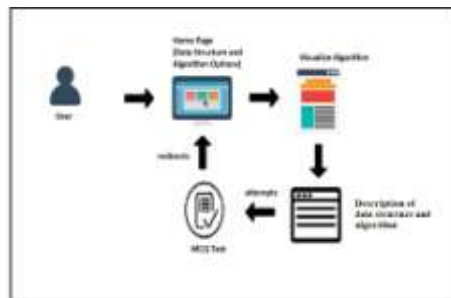 Home Page
(Data Structure and
Algorithm Options)
Visualize Algorithm
User
redirects
attempts
MCQ Test
Description of
data structure and
algorithm